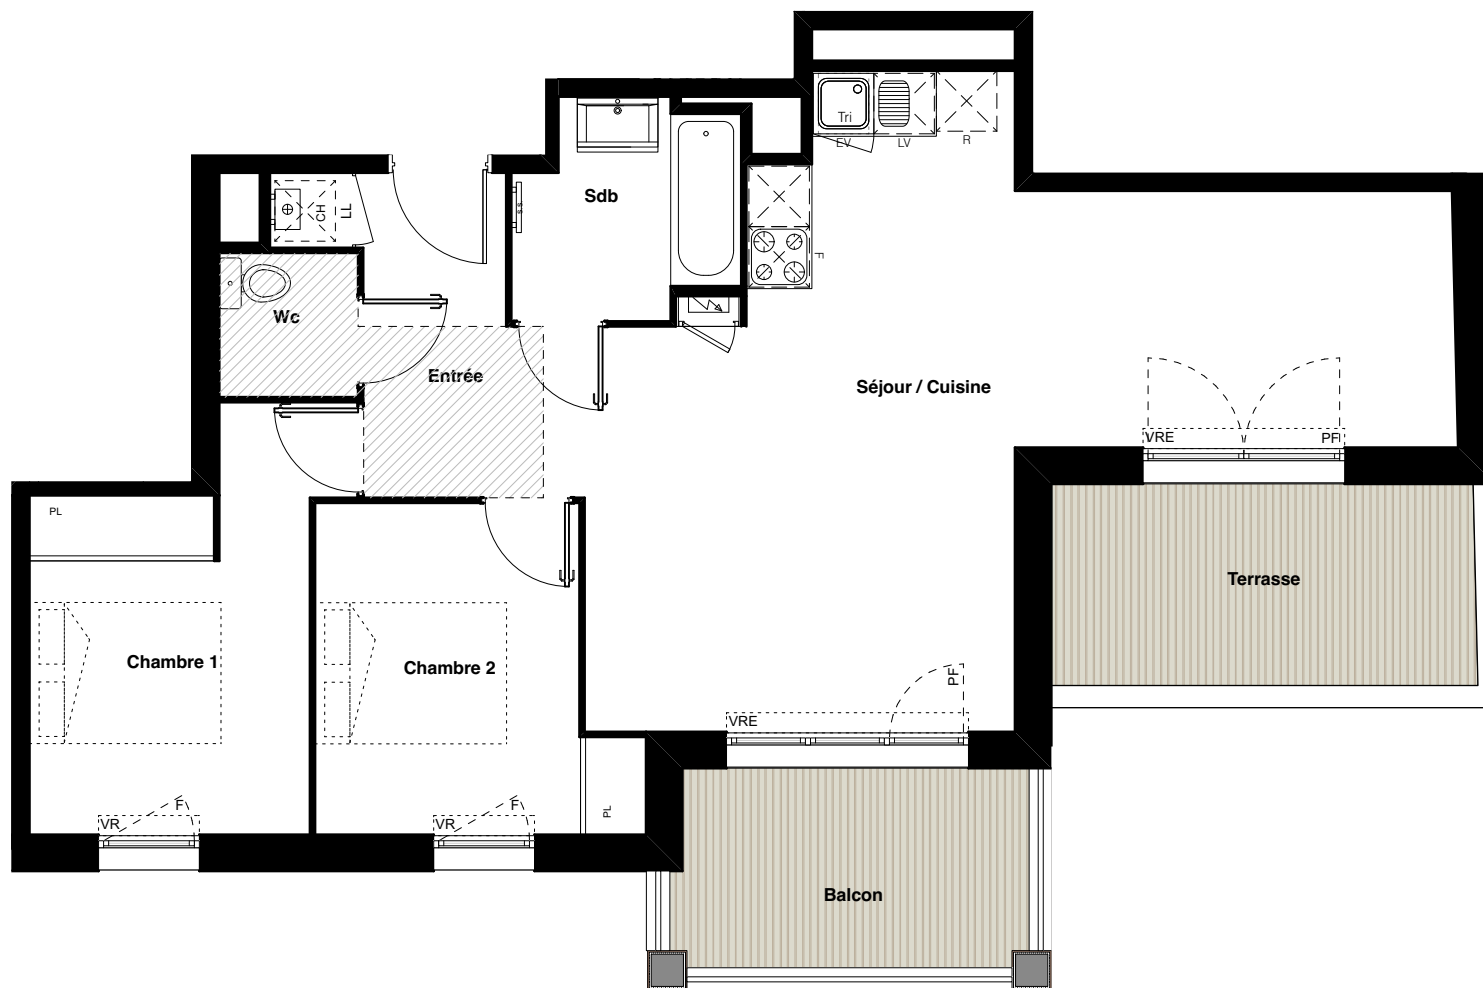 Tri
EV
LV
R
Sdb
s.s.
CH
LL
F
Wc
Entrée
Séjour / Cuisine
VRE
PF
PL
Terrasse
Chambre 1
Chambre 2
PF
VRE
VR
F
VR
F
PL
Balcon